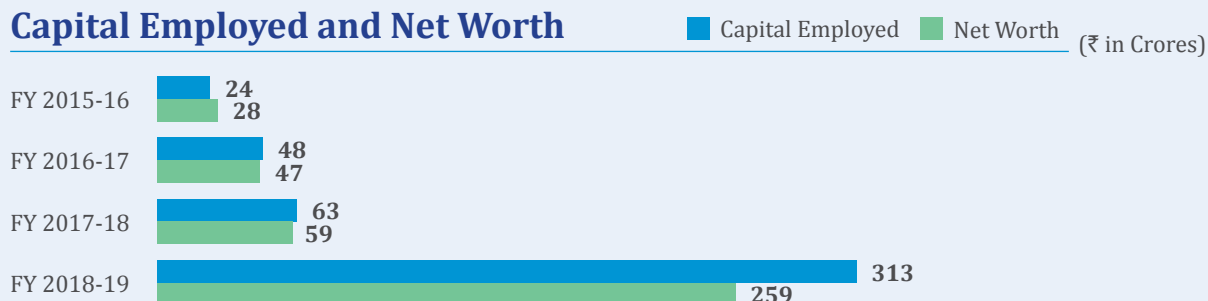 Capital Employed and Net Worth
Capital Employed Net Worth (₹ in Crores)
FY 2015-16 24
28
FY 2016-17 48
47
FY 2017-18 63
59
FY 2018-19 313
259